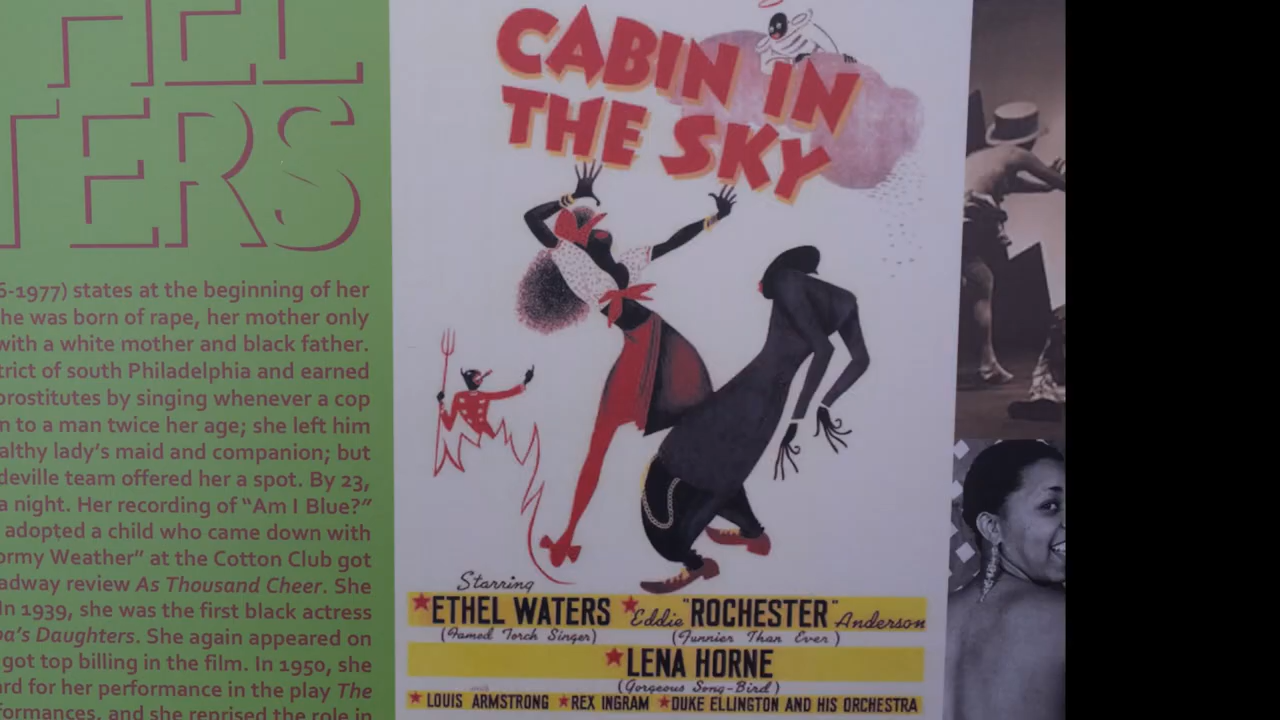 TERS
6-1977) states at the beginning of her
he was born of rape, her mother only
with a white mother and black father.
trict of south Philadelphia and earned
prostitutes by singing whenever a cop
n to a man twice her age; she left him
althy lady's maid and companion; but
deville team offered her a spot. By 23,
a night. Her recording of "Am I Blue?"
adopted a child who came down with
ormy Weather" at the Cotton Club got
adway review As Thousand Cheer. She
In 1939, she was the first black actress
ba's Daughters. She again appeared on
got top billing in the film. In 1950, she
rd for her performance in the play The
formances, and she reprised the role in
CABIN IN
THE SKY
Starring
ETHEL WATERS Eddie "ROCHESTER" Anderson
(Famed Torch Singer) (Funnier Than Ever)
LENA HORNE
(Gorgeous Song-Bird)
with
LOUIS ARMSTRONG REX INGRAM DUKE ELLINGTON AND HIS ORCHESTRA